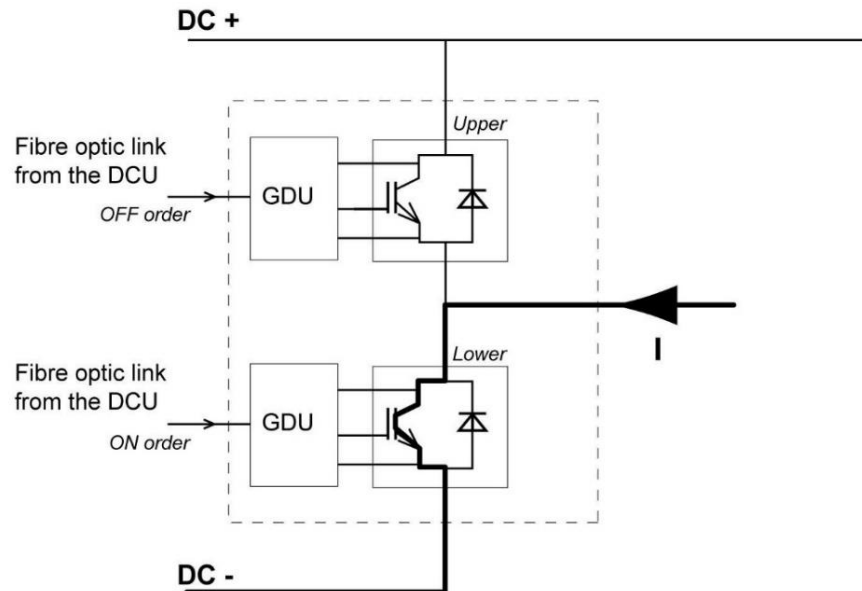 DC +
Upper
Fibre optic link
from the DCU
GDU
OFF order
I
Lower
Fibre optic link
from the DCU
GDU
ON order
DC -